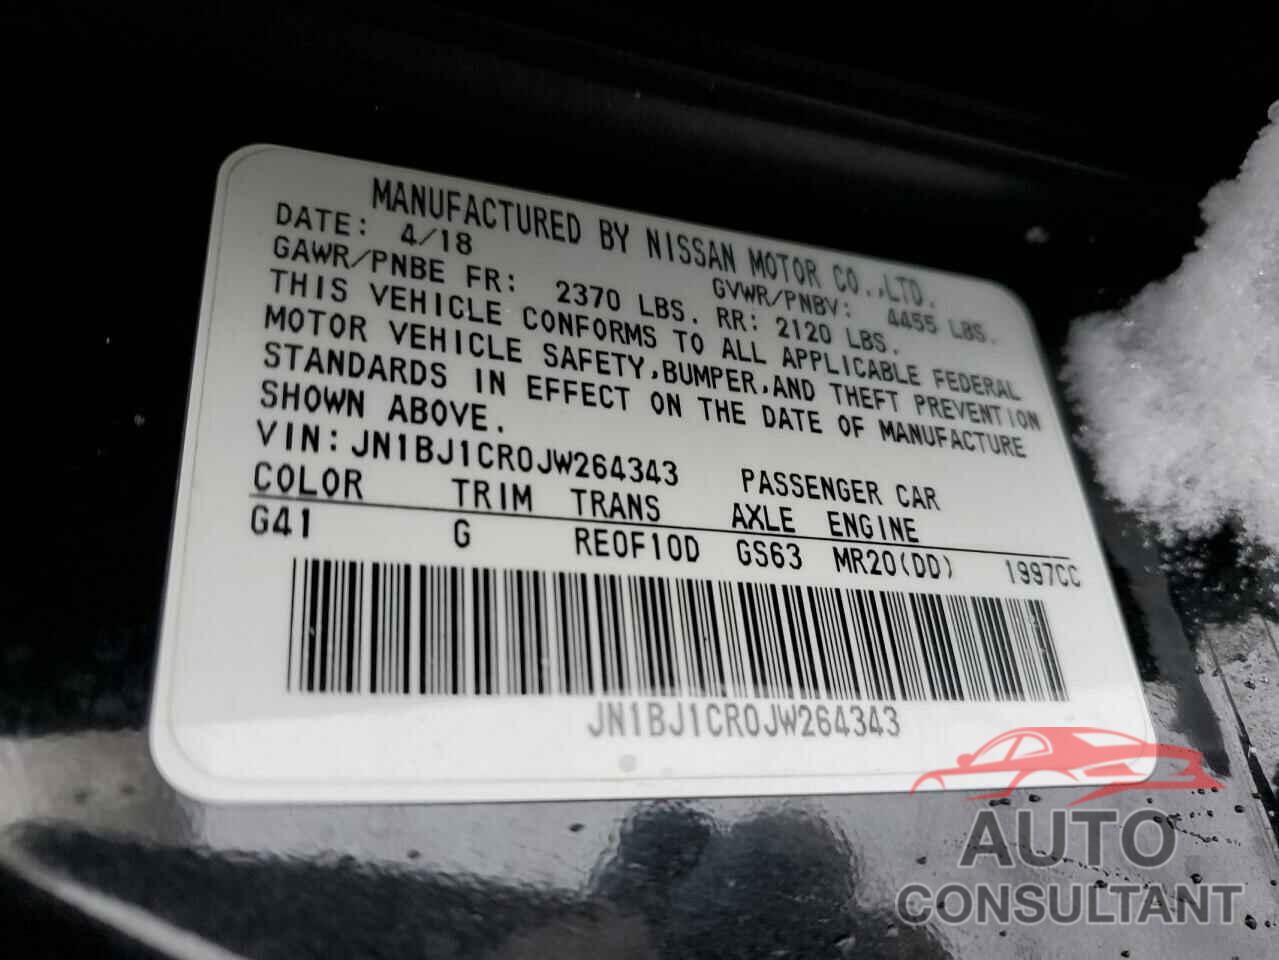 MANUFACTURED BY NISSAN MOTOR CO.,LTD.
DATE: 4/18 GVWR/PNBV: 4455 LBS.
GAWR/PNBE FR: 2370 LBS. RR: 2120 LBS.
THIS VEHICLE CONFORMS TO ALL APPLICABLE FEDERAL
MOTOR VEHICLE SAFETY,BUMPER,AND THEFT PREVENTION
STANDARDS IN EFFECT ON THE DATE OF MANUFACTURE
SHOWN ABOVE.
VIN:JN1BJ1CR0JW264343 PASSENGER CAR
COLOR TRIM TRANS AXLE ENGINE
G41 G RE0F10D GS63 MR20(DD) 1997CC
JN1BJ1CR0JW264343
AUTO
CONSULTANT